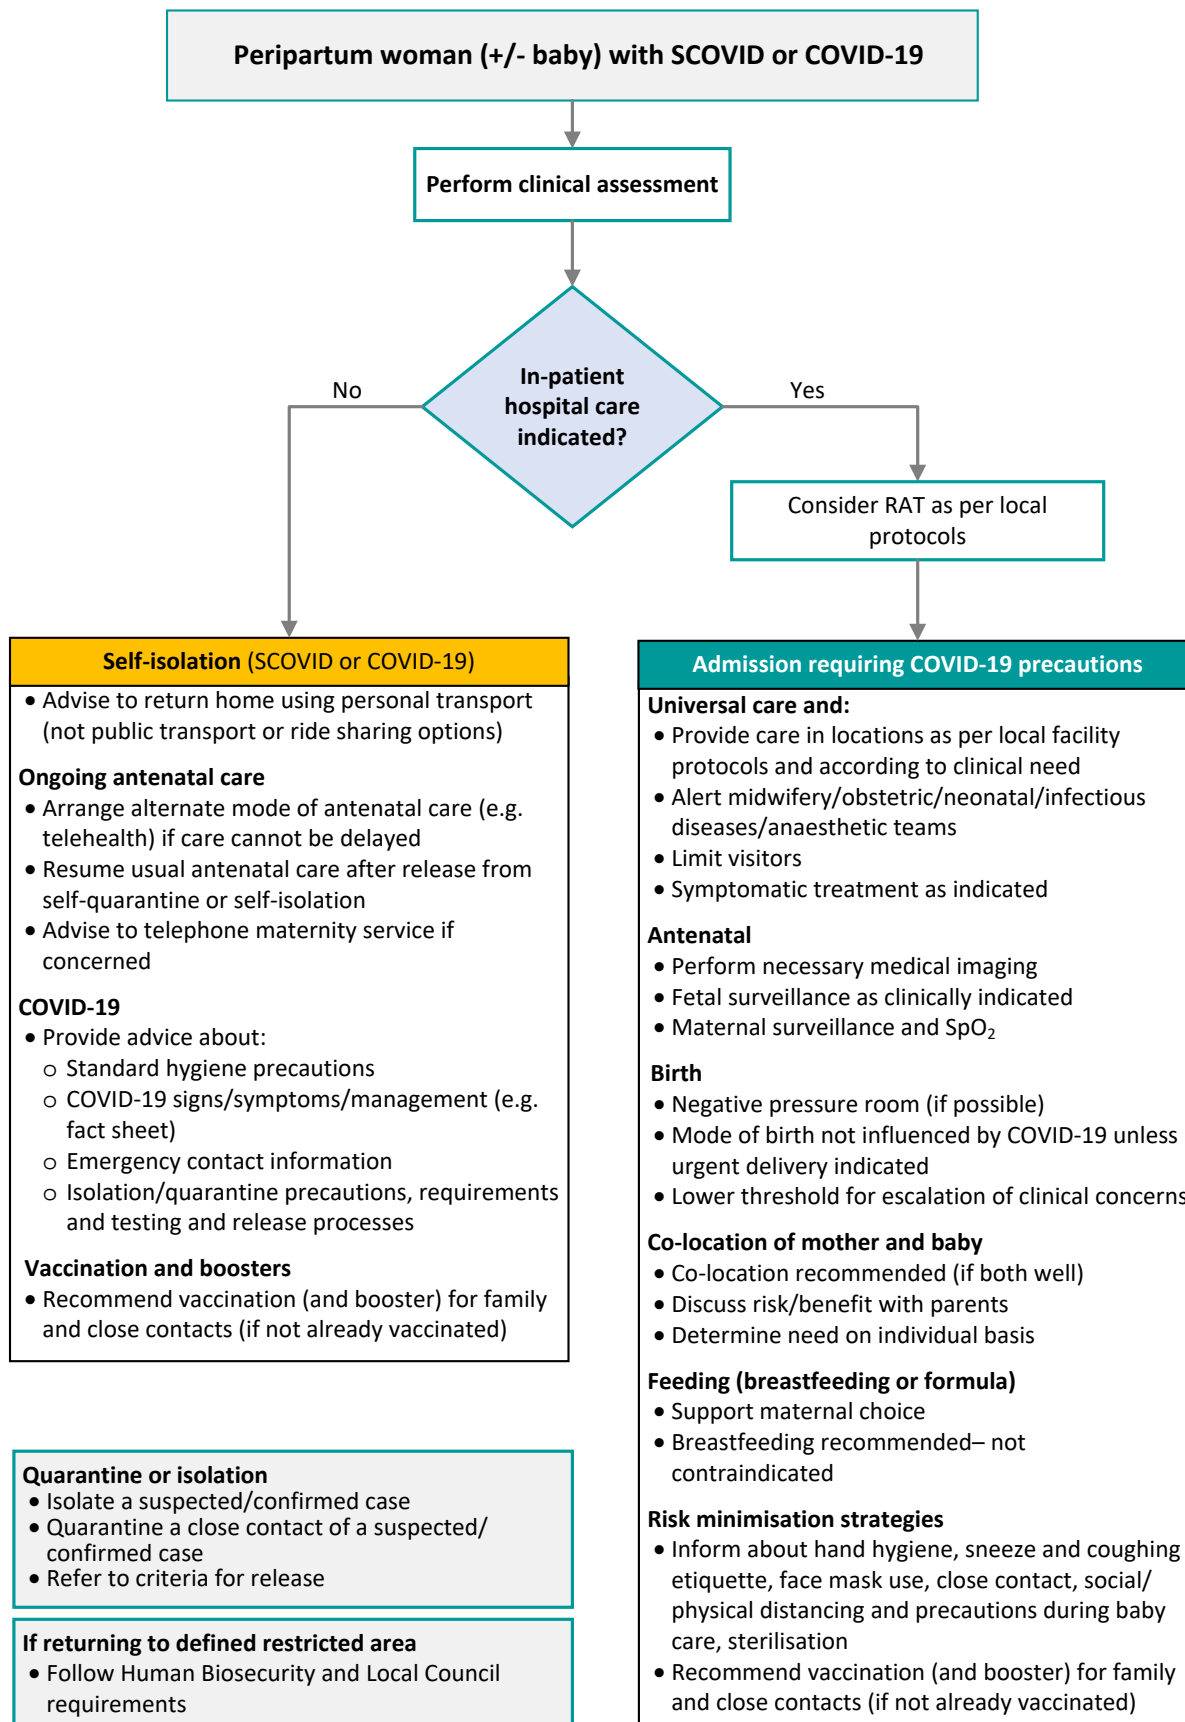 Peripartum woman (+/- baby) with SCOVID or COVID-19
Perform clinical assessment
In-patient
hospital care
indicated?
No
Yes
Consider RAT as per local
protocols
Self-isolation (SCOVID or COVID-19)
• Advise to return home using personal transport
(not public transport or ride sharing options)
Ongoing antenatal care
• Arrange alternate mode of antenatal care (e.g.
telehealth) if care cannot be delayed
• Resume usual antenatal care after release from
self-quarantine or self-isolation
• Advise to telephone maternity service if
concerned
COVID-19
• Provide advice about:
o Standard hygiene precautions
o COVID-19 signs/symptoms/management (e.g.
fact sheet)
o Emergency contact information
o Isolation/quarantine precautions, requirements
and testing and release processes
Vaccination and boosters
• Recommend vaccination (and booster) for family
and close contacts (if not already vaccinated)
Quarantine or isolation
• Isolate a suspected/confirmed case
• Quarantine a close contact of a suspected/
confirmed case
• Refer to criteria for release
If returning to defined restricted area
• Follow Human Biosecurity and Local Council
requirements
Admission requiring COVID-19 precautions
Universal care and:
• Provide care in locations as per local facility
protocols and according to clinical need
• Alert midwifery/obstetric/neonatal/infectious
diseases/anaesthetic teams
• Limit visitors
• Symptomatic treatment as indicated
Antenatal
• Perform necessary medical imaging
• Fetal surveillance as clinically indicated
• Maternal surveillance and SpO₂
Birth
• Negative pressure room (if possible)
• Mode of birth not influenced by COVID-19 unless
urgent delivery indicated
• Lower threshold for escalation of clinical concerns
Co-location of mother and baby
• Co-location recommended (if both well)
• Discuss risk/benefit with parents
• Determine need on individual basis
Feeding (breastfeeding or formula)
• Support maternal choice
• Breastfeeding recommended– not
contraindicated
Risk minimisation strategies
• Inform about hand hygiene, sneeze and coughing
etiquette, face mask use, close contact, social/
physical distancing and precautions during baby
care, sterilisation
• Recommend vaccination (and booster) for family
and close contacts (if not already vaccinated)